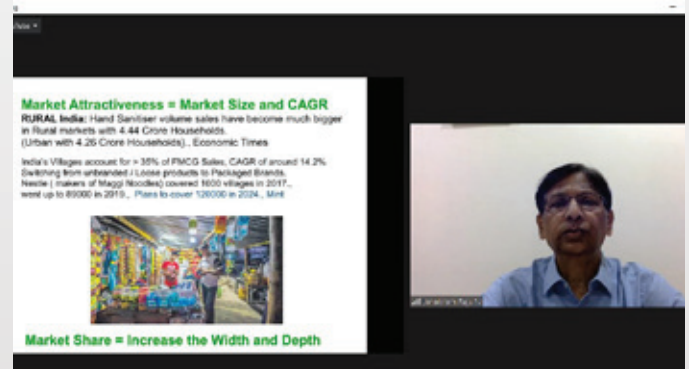 Market Attractiveness = Market Size and CAGR
RURAL India: Hand Sanitiser volume sales have become much bigger
in Rural markets with 4.44 Crore Households.
(Urban with 4.26 Crore Households)., Economic Times
India's Villages account for > 35% of FMCG Sales, CAGR of around 14.2%
Switching from unbranded / Loose products to Packaged Brands.
Nestle ( makers of Maggi Noodles) covered 1000 villages in 2017.,
went up to 89000 in 2019., Plans to cover 120000 in 2024., Mint
Market Share = Increase the Width and Depth